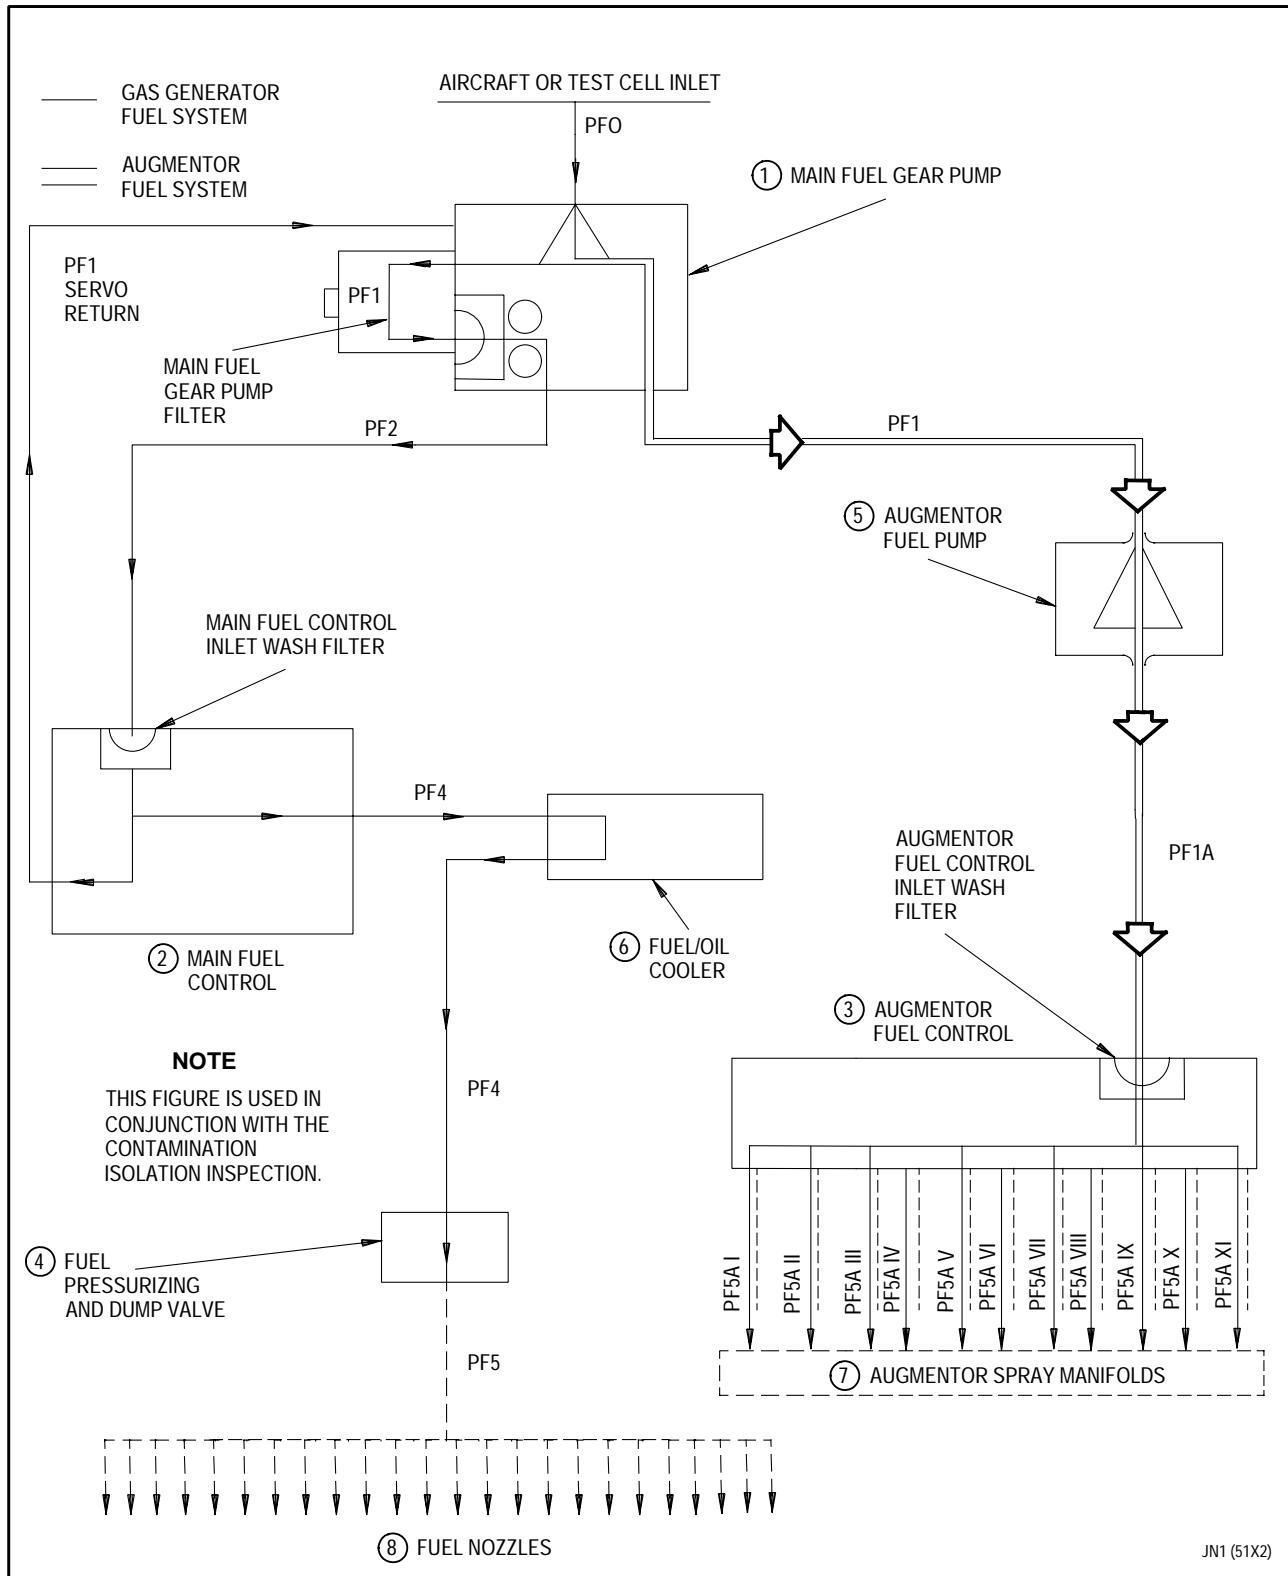 AIRCRAFT OR TEST CELL INLET
GAS GENERATOR
FUEL SYSTEM
AUGMENTOR
FUEL SYSTEM
PFO
1 MAIN FUEL GEAR PUMP
PF1
SERVO
RETURN
PF1
MAIN FUEL
GEAR PUMP
FILTER
PF2
PF1
5 AUGMENTOR
FUEL PUMP
MAIN FUEL CONTROL
INLET WASH FILTER
PF4
AUGMENTOR
FUEL CONTROL
INLET WASH
FILTER
PF1A
2 MAIN FUEL
CONTROL
6 FUEL/OIL
COOLER
3 AUGMENTOR
FUEL CONTROL
NOTE
THIS FIGURE IS USED IN
CONJUNCTION WITH THE
CONTAMINATION
ISOLATION INSPECTION.
PF4
4 FUEL
PRESSURIZING
AND DUMP VALVE
PF5A I
PF5A II
PF5A III
PF5A IV
PF5A V
PF5A VI
PF5A VII
PF5A VIII
PF5A IX
PF5A X
PF5A XI
PF5
7 AUGMENTOR SPRAY MANIFOLDS
8 FUEL NOZZLES
JN1 (51X2)